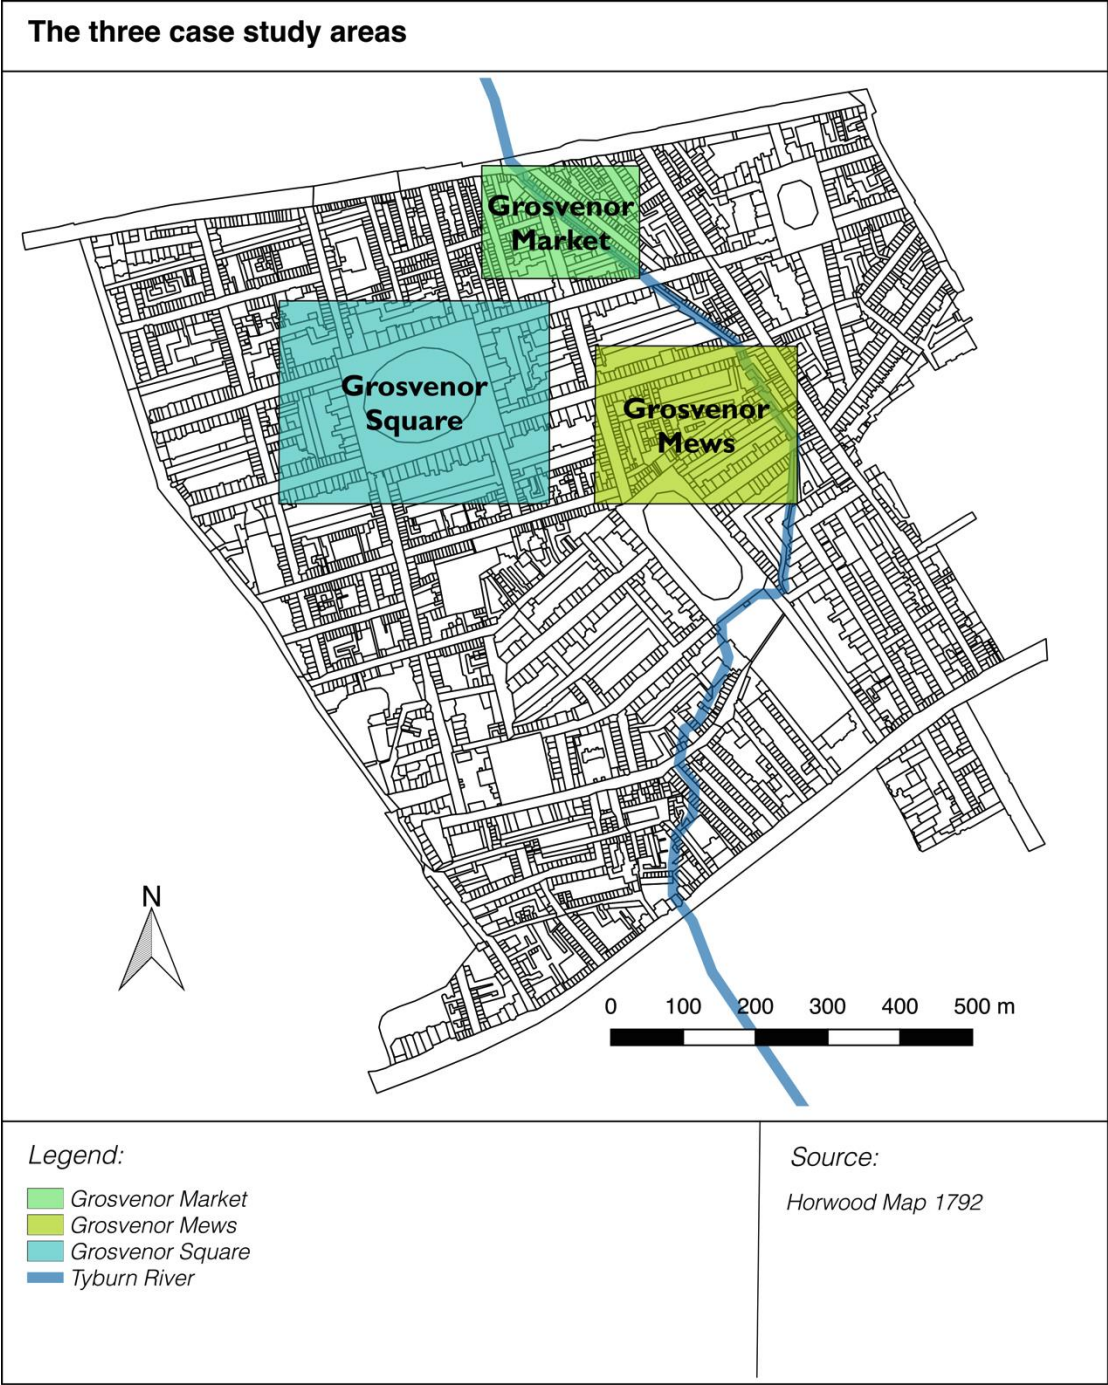 The three case study areas
Grosvenor
Market
Grosvenor
Square
Grosvenor
Mews
N
0 100 200 300 400 500 m
Legend:
Grosvenor Market
Grosvenor Mews
Grosvenor Square
Tyburn River
Source:
Horwood Map 1792